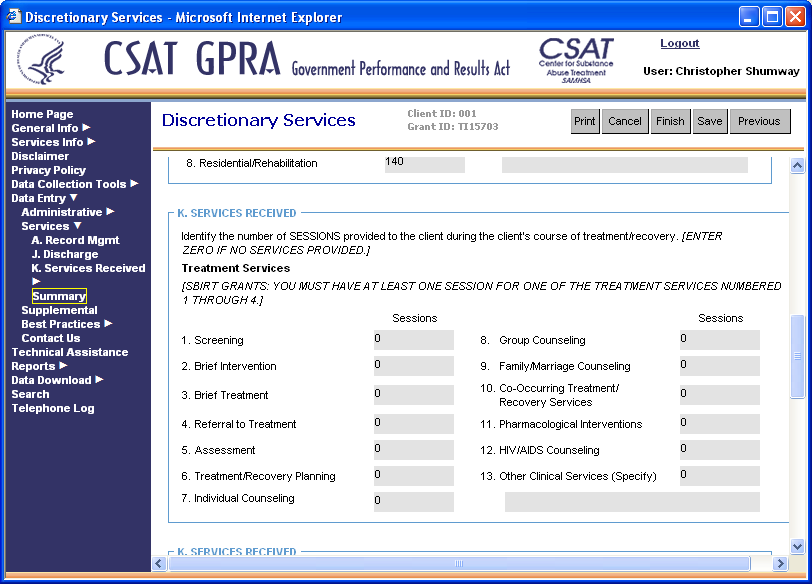 Discretionary Services - Microsoft Internet Explorer
CSAT GPRA Government Performance and Results Act
CSAT
Center for Substance
Abuse Treatment
SAMHSA
Logout
User: Christopher Shumway
Home Page
General Info
Services Info
Disclaimer
Privacy Policy
Data Collection Tools
Data Entry
Administrative
Services
A. Record Mgmt
J. Discharge
K. Services Received
Summary
Supplemental
Best Practices
Contact Us
Technical Assistance
Reports
Data Download
Search
Telephone Log
Discretionary Services
Client ID: 001
Grant ID: TI15703
Print Cancel Finish Save Previous
8. Residential/Rehabilitation 140
K. SERVICES RECEIVED
Identify the number of SESSIONS provided to the client during the client's course of treatment/recovery. [ENTER
ZERO IF NO SERVICES PROVIDED.]
Treatment Services
[SBIRT GRANTS: YOU MUST HAVE AT LEAST ONE SESSION FOR ONE OF THE TREATMENT SERVICES NUMBERED
1 THROUGH 4.]
Sessions Sessions
1. Screening 0 8. Group Counseling 0
2. Brief Intervention 0 9. Family/Marriage Counseling 0
3. Brief Treatment 0 10. Co-Occurring Treatment/
Recovery Services 0
4. Referral to Treatment 0 11. Pharmacological Interventions 0
5. Assessment 0 12. HIV/AIDS Counseling 0
6. Treatment/Recovery Planning 0 13. Other Clinical Services (Specify) 0
7. Individual Counseling 0
K. SERVICES RECEIVED